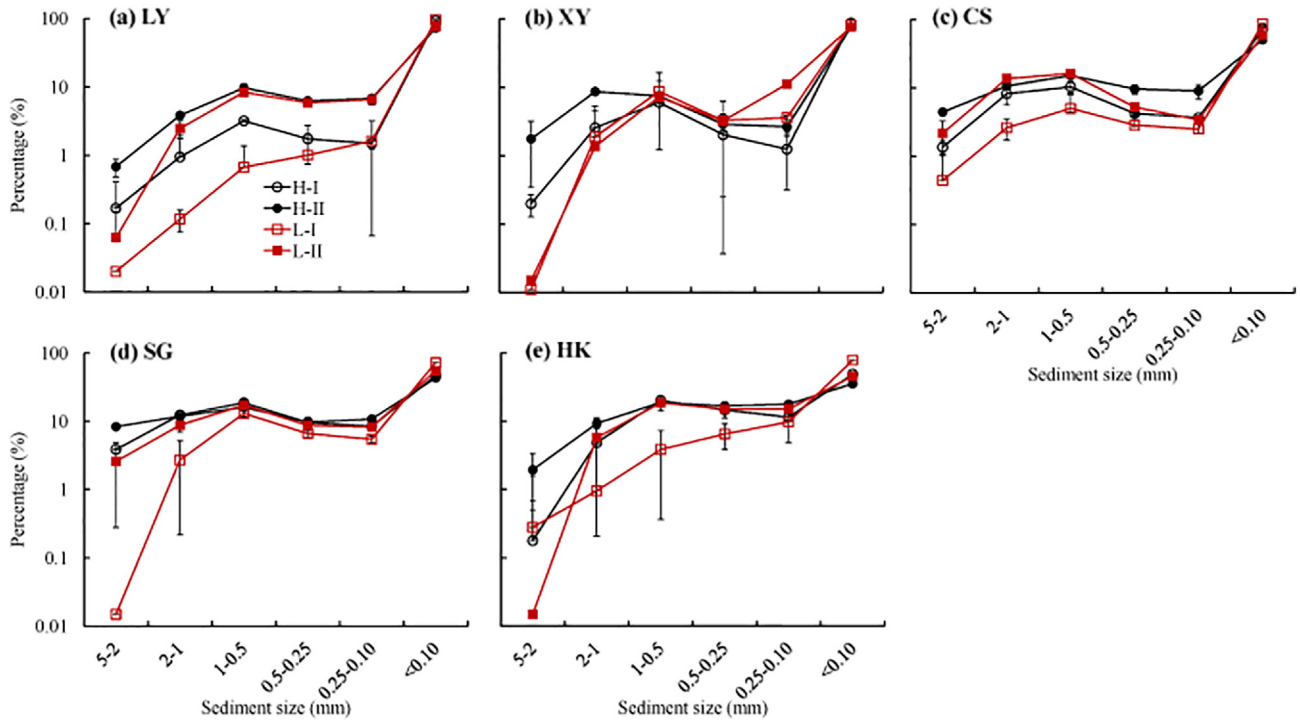 (a) LY
(b) XY
(c) CS
Percentage (%)
100
10
1
0.1
0.01
H-I
H-II
L-I
L-II
5-2
2-1
1-0.5
0.5-0.25
0.25-0.10
<0.10
Sediment size (mm)
(d) SG
(e) HK
Percentage (%)
100
10
1
0.1
0.01
5-2
2-1
1-0.5
0.5-0.25
0.25-0.10
<0.10
Sediment size (mm)
5-2
2-1
1-0.5
0.5-0.25
0.25-0.10
<0.10
Sediment size (mm)